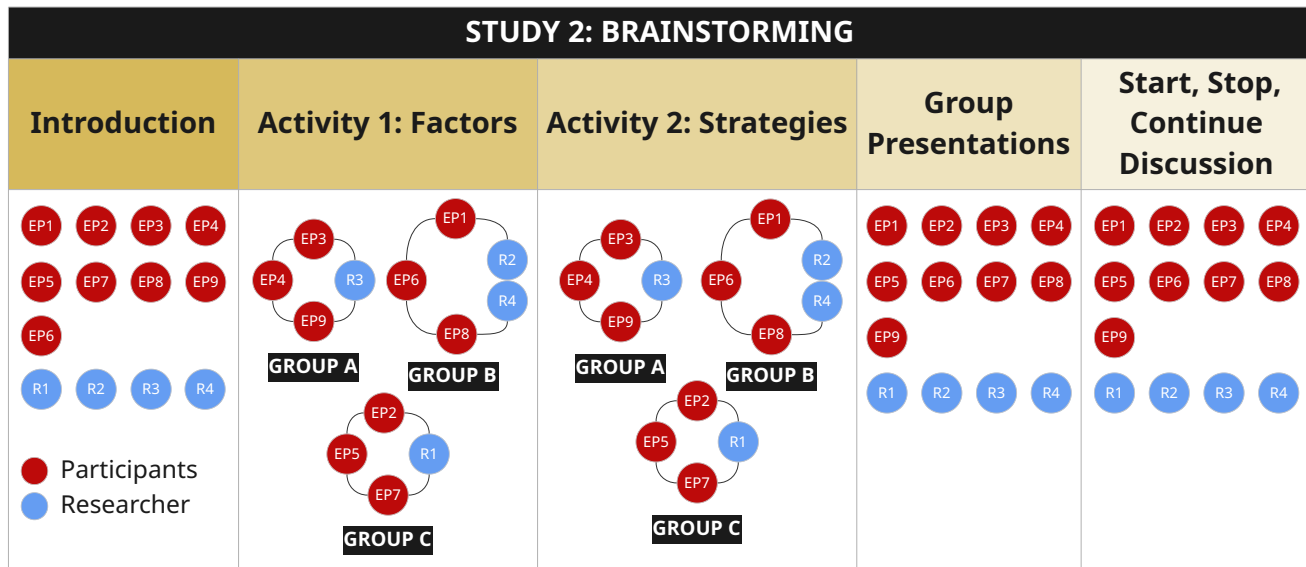 STUDY 2: BRAINSTORMING
Introduction
Activity 1: Factors
Activity 2: Strategies
Group
Presentations
Start, Stop,
Continue
Discussion
EP1 EP2 EP3 EP4
EP5 EP7 EP8 EP9
EP6
R1 R2 R3 R4
Participants
Researcher
EP3
EP4 R3
EP9
GROUP A
EP1
R2
EP6
R4
EP8
GROUP B
EP2
EP5 R1
EP7
GROUP C
EP3
EP4 R3
EP9
GROUP A
EP1
R2
EP6
R4
EP8
GROUP B
EP2
EP5 R1
EP7
GROUP C
EP1 EP2 EP3 EP4
EP5 EP6 EP7 EP8
EP9
R1 R2 R3 R4
EP1 EP2 EP3 EP4
EP5 EP6 EP7 EP8
EP9
R1 R2 R3 R4